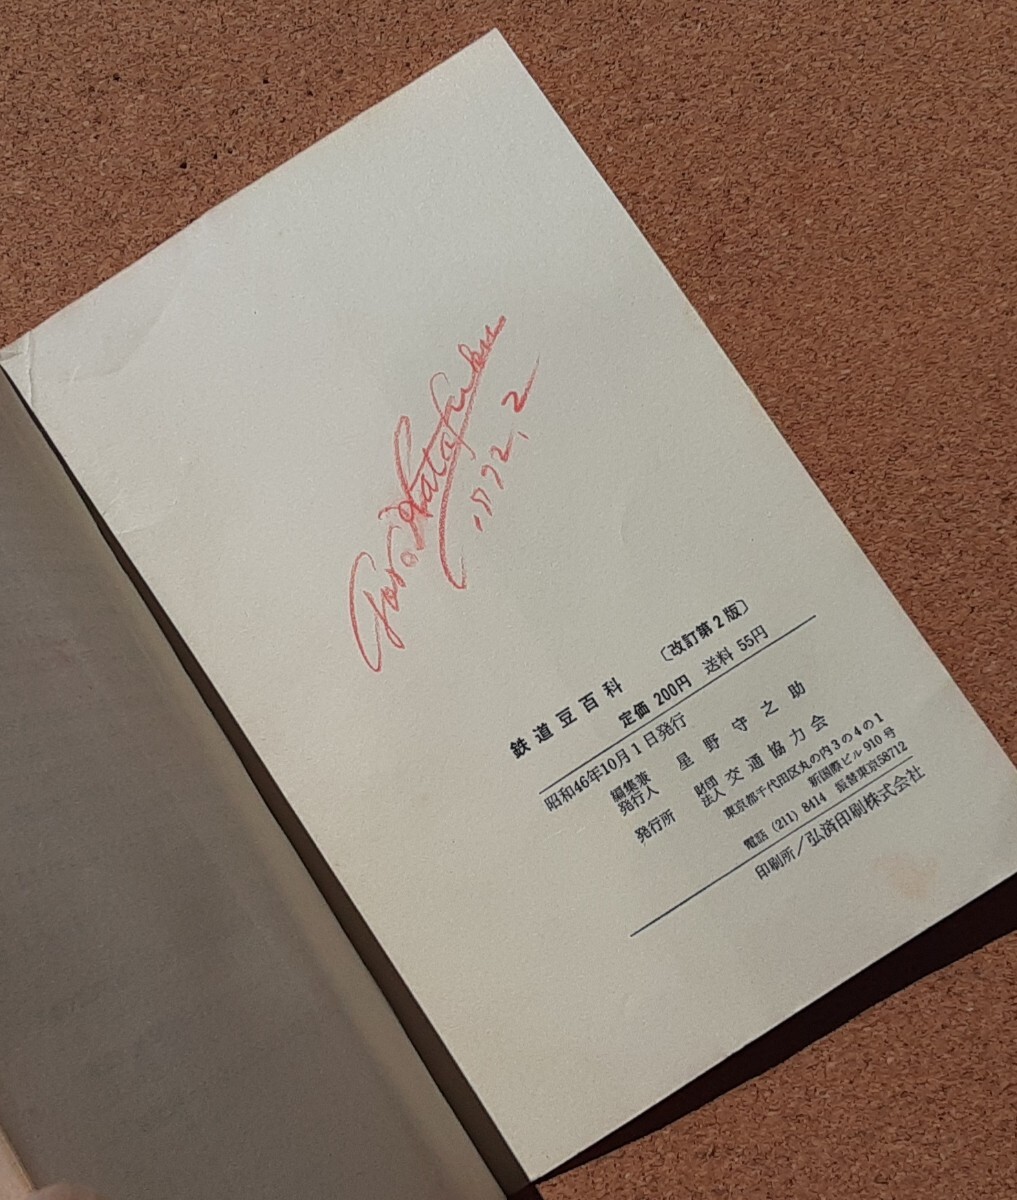 1972.2
鉄道豆百科 〔改訂第2版〕
定価 200円 送料 55円
昭和46年10月1日発行
編集兼発行人 星野守之助
発行所 財団法人 交通協力会
東京都千代田区丸の内3の4の1
新国際ビル910号
電話 (211) 8414 振替東京58712
印刷所/弘済印刷株式会社